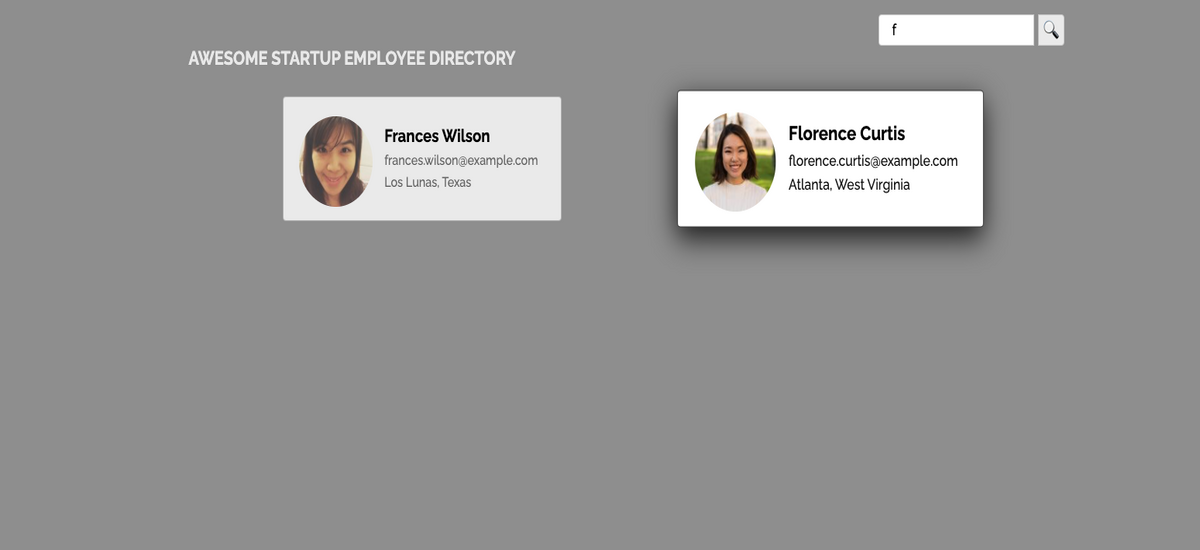 f
AWESOME STARTUP EMPLOYEE DIRECTORY
Frances Wilson
frances.wilson@example.com
Los Lunas, Texas
Florence Curtis
florence.curtis@example.com
Atlanta, West Virginia